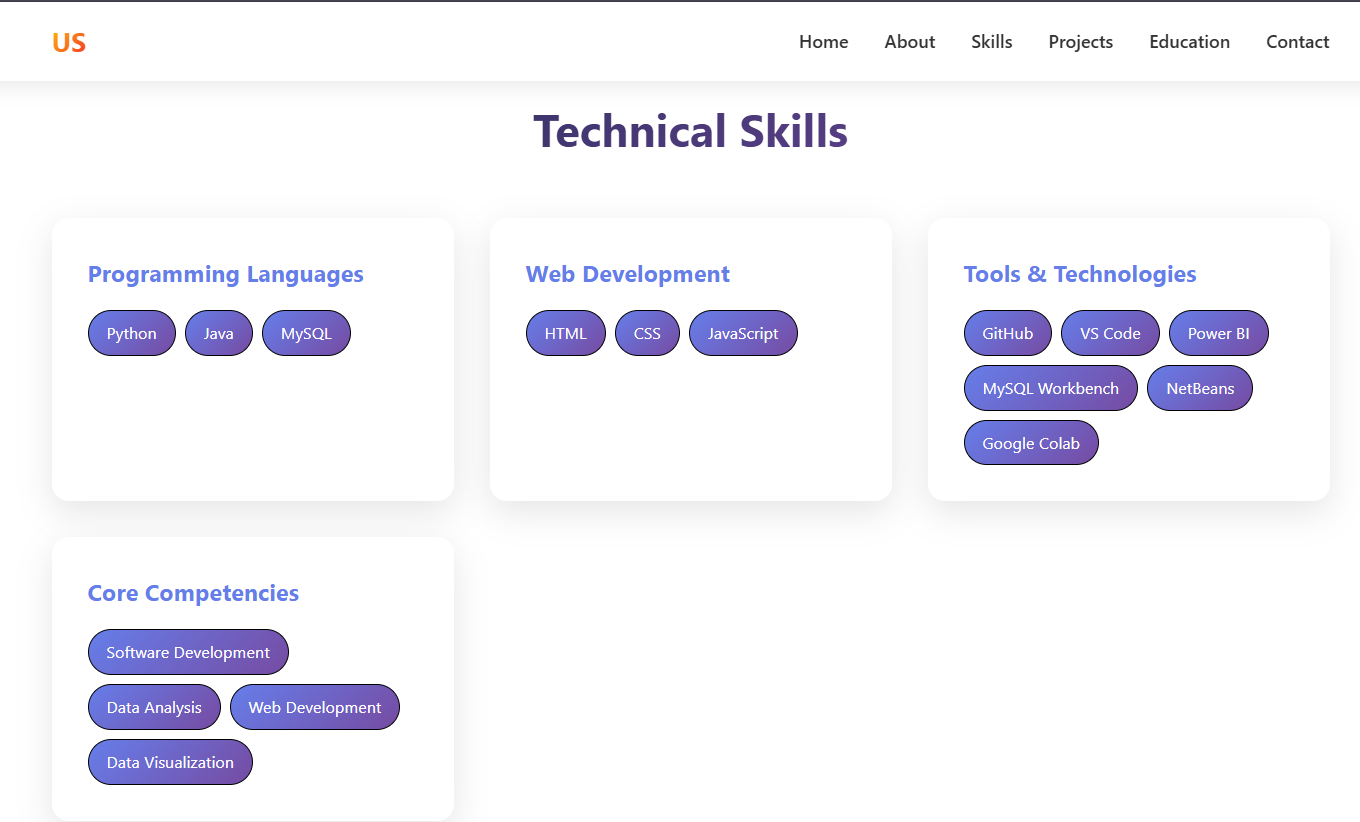 US
Home About Skills Projects Education Contact
Technical Skills
Programming Languages
Python Java MySQL
Web Development
HTML CSS JavaScript
Tools & Technologies
GitHub VS Code Power BI
MySQL Workbench NetBeans
Google Colab
Core Competencies
Software Development
Data Analysis Web Development
Data Visualization